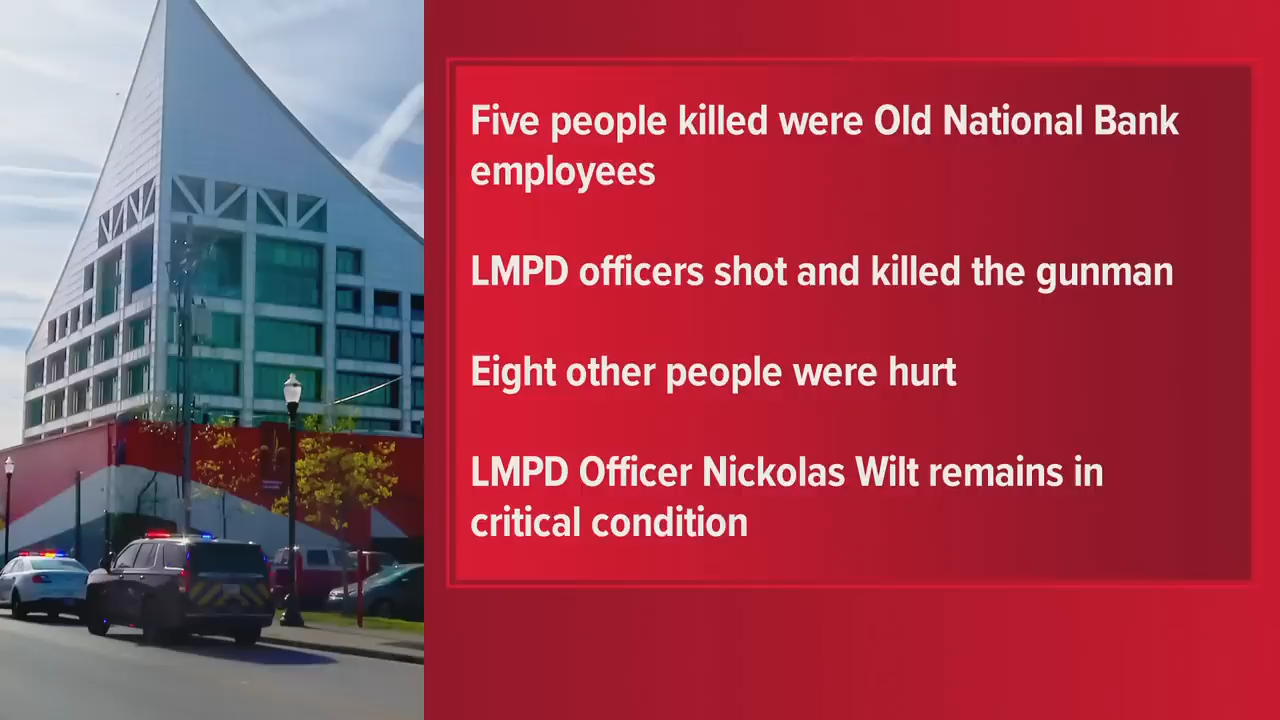 Five people killed were Old National Bank
employees
LMPD officers shot and killed the gunman
Eight other people were hurt
LMPD Officer Nickolas Wilt remains in
critical condition